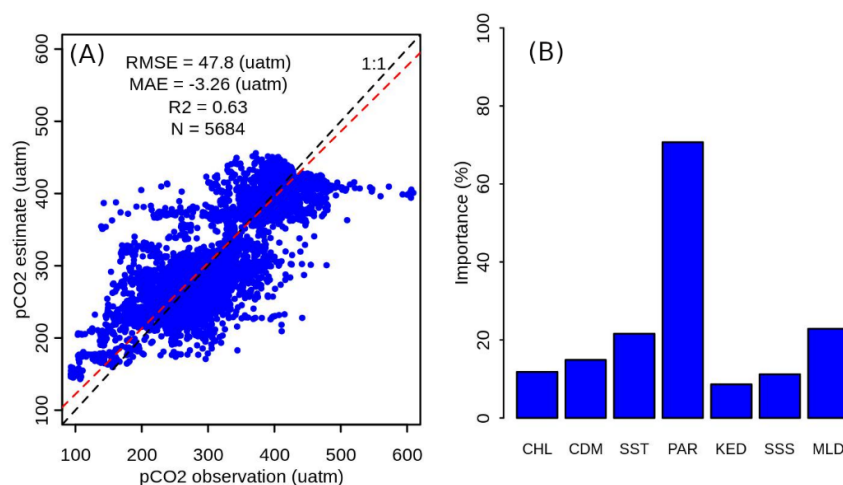 (A)
RMSE = 47.8 (uatm)
MAE = -3.26 (uatm)
R2 = 0.63
N = 5684
1:1
pCO2 estimate (uatm)
600
500
400
300
200
100
100 200 300 400 500 600
pCO2 observation (uatm)
(B)
Importance (%)
100
80
60
40
20
0
CHL CDM SST PAR KED SSS MLD